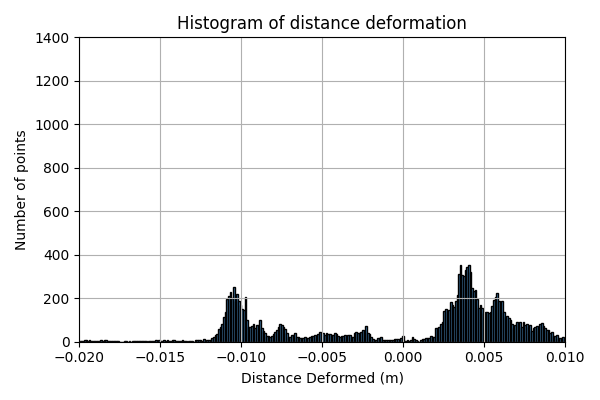 Histogram of distance deformation
Number of points
1400
1200
1000
800
600
400
200
0
−0.020 −0.015 −0.010 −0.005 0.000 0.005 0.010
Distance Deformed (m)